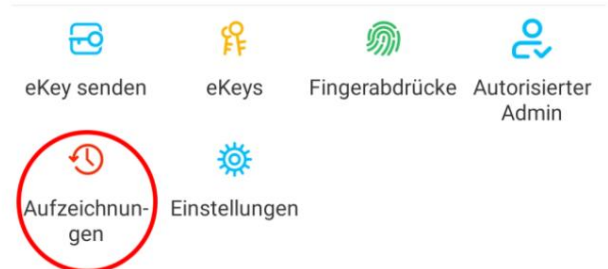 eKey senden eKeys Fingerabdrücke Autorisierter
Admin
Aufzeichnun- Einstellungen
gen